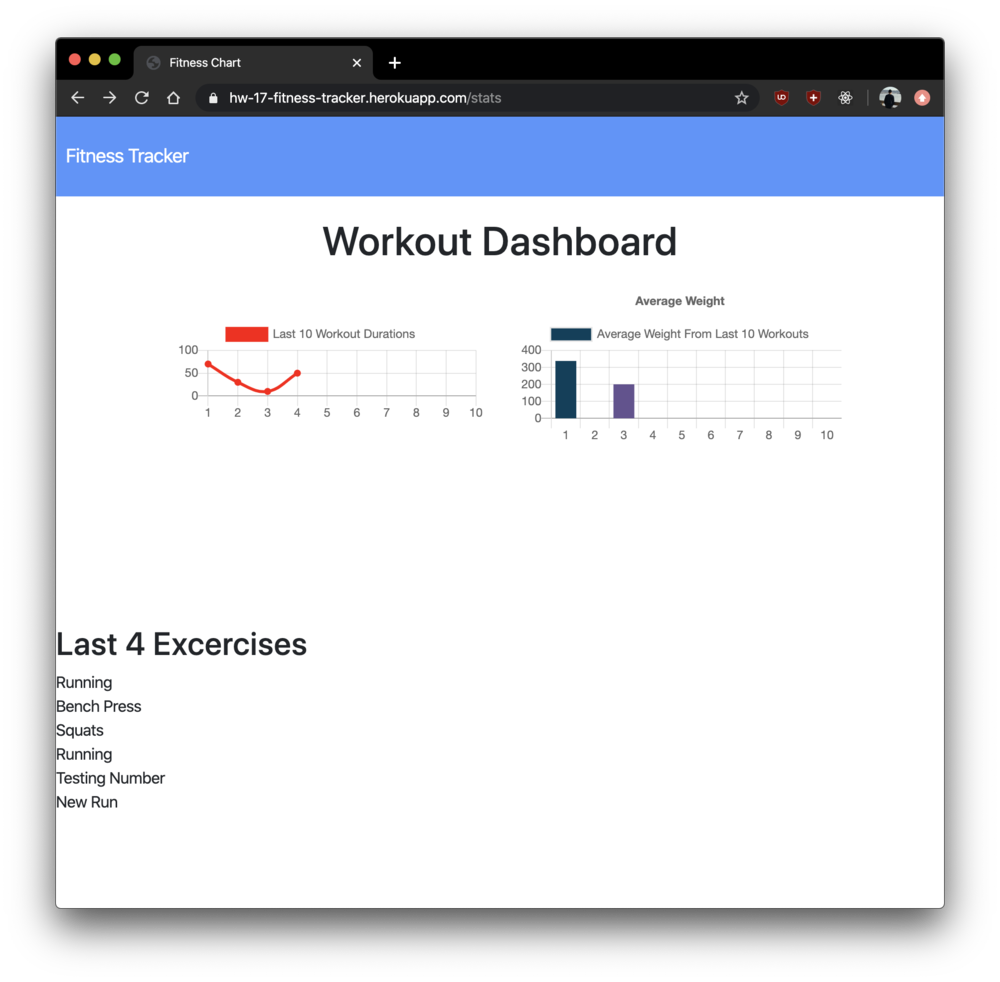 Fitness Chart
hw-17-fitness-tracker.herokuapp.com/stats
Fitness Tracker
Workout Dashboard
Last 10 Workout Durations
100
50
0
1 2 3 4 5 6 7 8 9 10
Average Weight
Average Weight From Last 10 Workouts
400
300
200
100
0
1 2 3 4 5 6 7 8 9 10
Last 4 Excercises
Running
Bench Press
Squats
Running
Testing Number
New Run